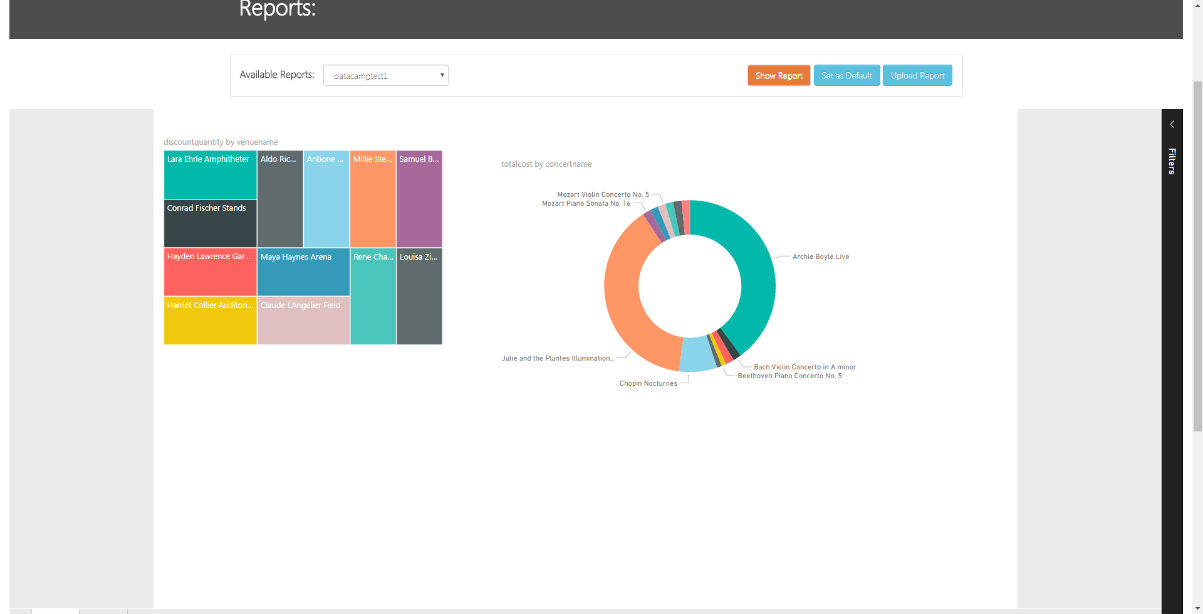 Reports:
Available Reports:
datacamptest1
Show Report
Set as Default
Upload Report
Filters
discountquantity by venuename
Lara Ehrle Amphitheter
Aldo Ric...
Antione ...
Millie Ste...
Samuel B...
Conrad Fischer Stands
Hayden Lawrence Gar...
Maya Haynes Arena
Rene Cha...
Louisa Zi...
Harriet Collier Auditori...
Claude LAngelier Field
totalcost by concertname
Mozart Violin Concerto No. 5
Mozart Piano Sonata No. 16
Archie Boyle Live
Julie and the Plantes Illumination...
Bach Violin Concerto in A minor
Beethoven Piano Concerto No. 5
Chopin Nocturnes